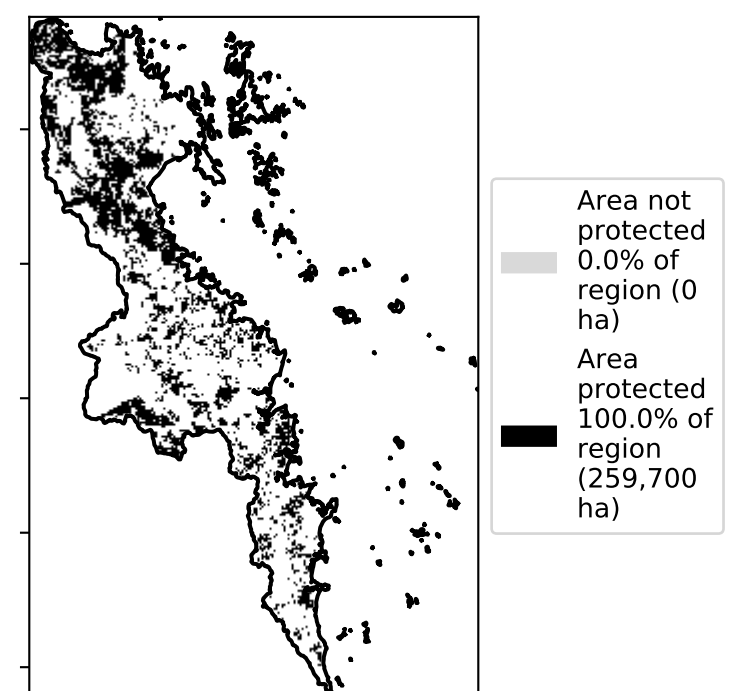 Area not
protected
0.0% of
region (0
ha)
Area
protected
100.0% of
region
(259,700
ha)